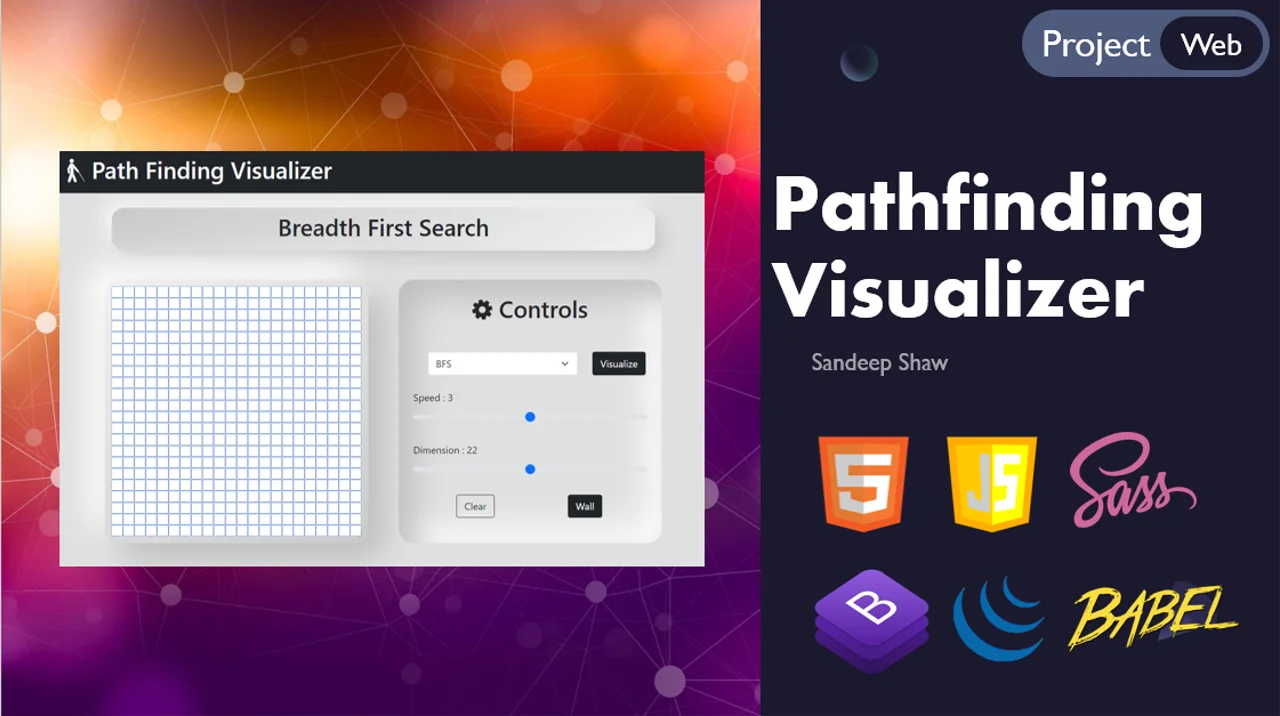 Project Web
Path Finding Visualizer
Breadth First Search
Controls
BFS
Visualize
Speed : 3
Dimension : 22
Clear
Wall
Pathfinding
Visualizer
Sandeep Shaw
5
JS
Sass
B
BABEL